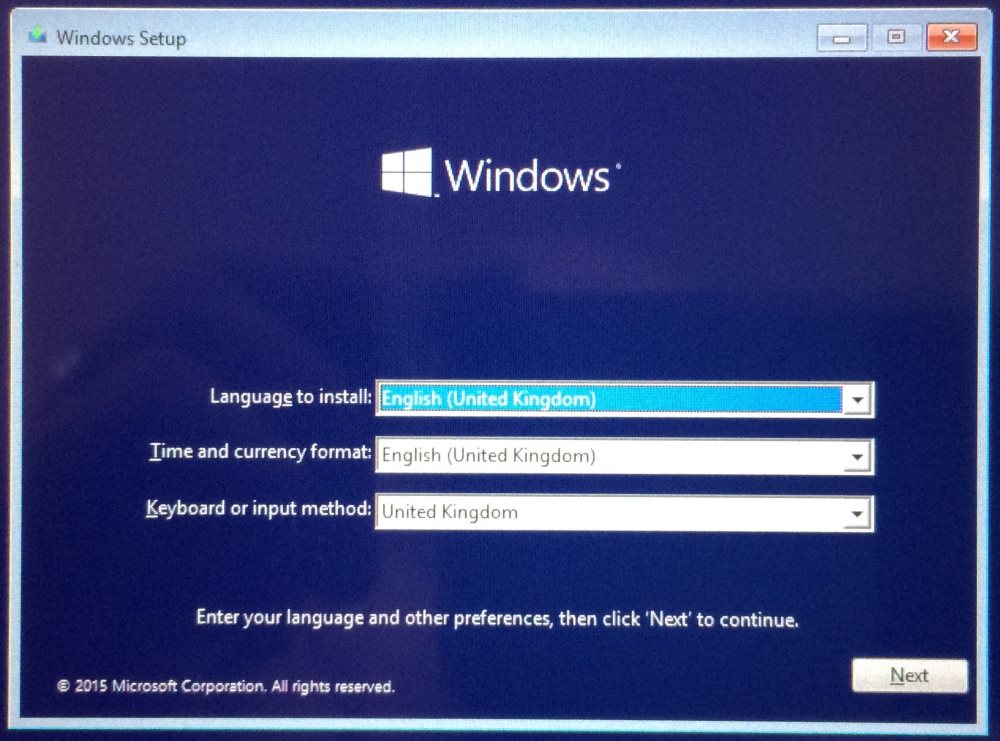 Windows Setup
Windows
Language to install: English (United Kingdom)
Time and currency format: English (United Kingdom)
Keyboard or input method: United Kingdom
Enter your language and other preferences, then click 'Next' to continue.
© 2015 Microsoft Corporation. All rights reserved.
Next